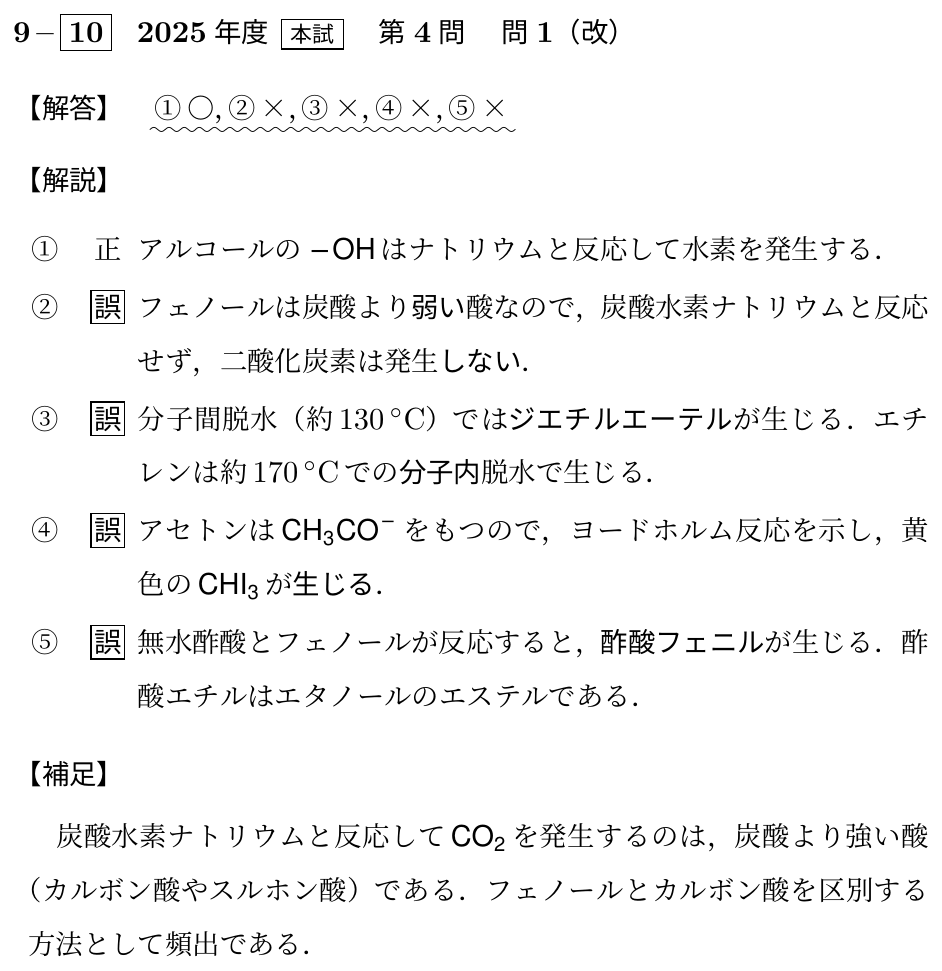 9–10 2025 年度 本試 第 4 問 問 1（改）
【解答】 ① ○, ② ×, ③ ×, ④ ×, ⑤ ×
【解説】
① 正 アルコールの −OH はナトリウムと反応して水素を発生する．
② 誤 フェノールは炭酸より弱い酸なので，炭酸水素ナトリウムと反応
せず，二酸化炭素は発生しない．
③ 誤 分子間脱水（約 130 °C）ではジエチルエーテルが生じる．エチ
レンは約 170 °C での分子内脱水で生じる．
④ 誤 アセトンは CH₃CO⁻ をもつので，ヨードホルム反応を示し，黄
色の CHI₃ が生じる．
⑤ 誤 無水酢酸とフェノールが反応すると，酢酸フェニルが生じる．酢
酸エチルはエタノールのエステルである．
【補足】
炭酸水素ナトリウムと反応して CO₂ を発生するのは，炭酸より強い酸
（カルボン酸やスルホン酸）である．フェノールとカルボン酸を区別する
方法として頻出である．